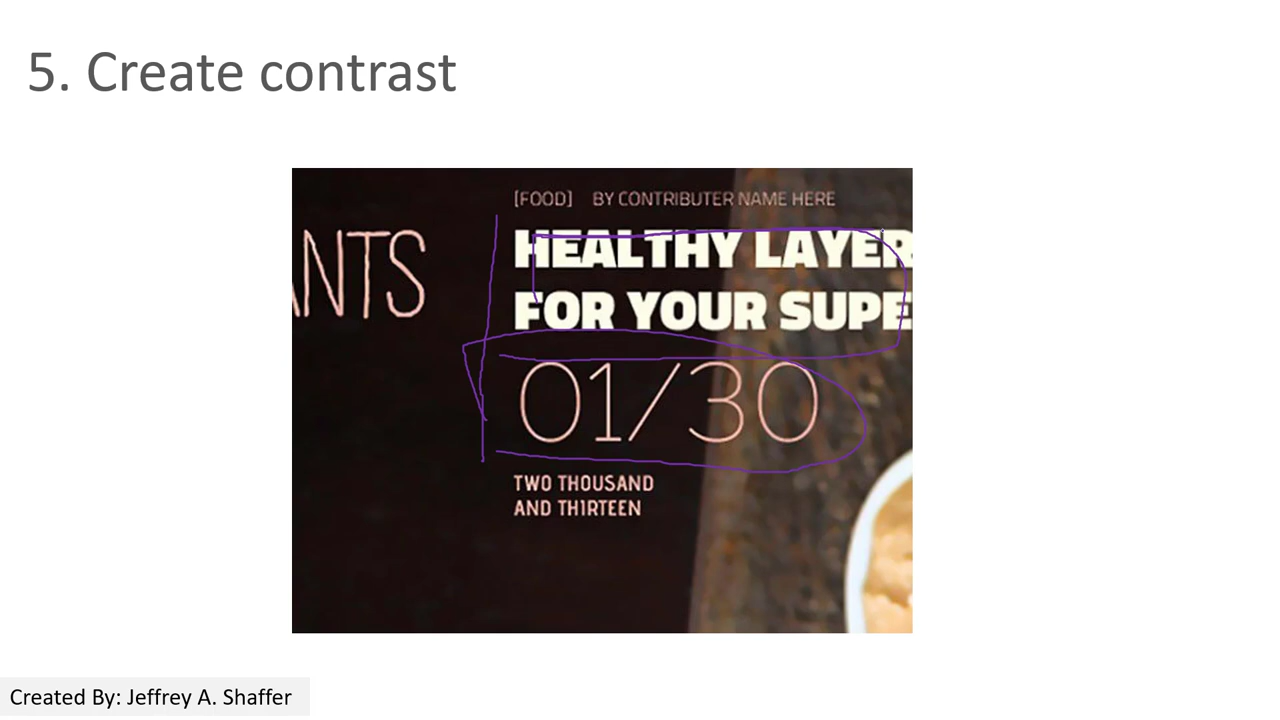 5. Create contrast
[FOOD] BY CONTRIBUTER NAME HERE
ANTS
HEALTHY LAYER
FOR YOUR SUPE
01/30
TWO THOUSAND
AND THIRTEEN
Created By: Jeffrey A. Shaffer